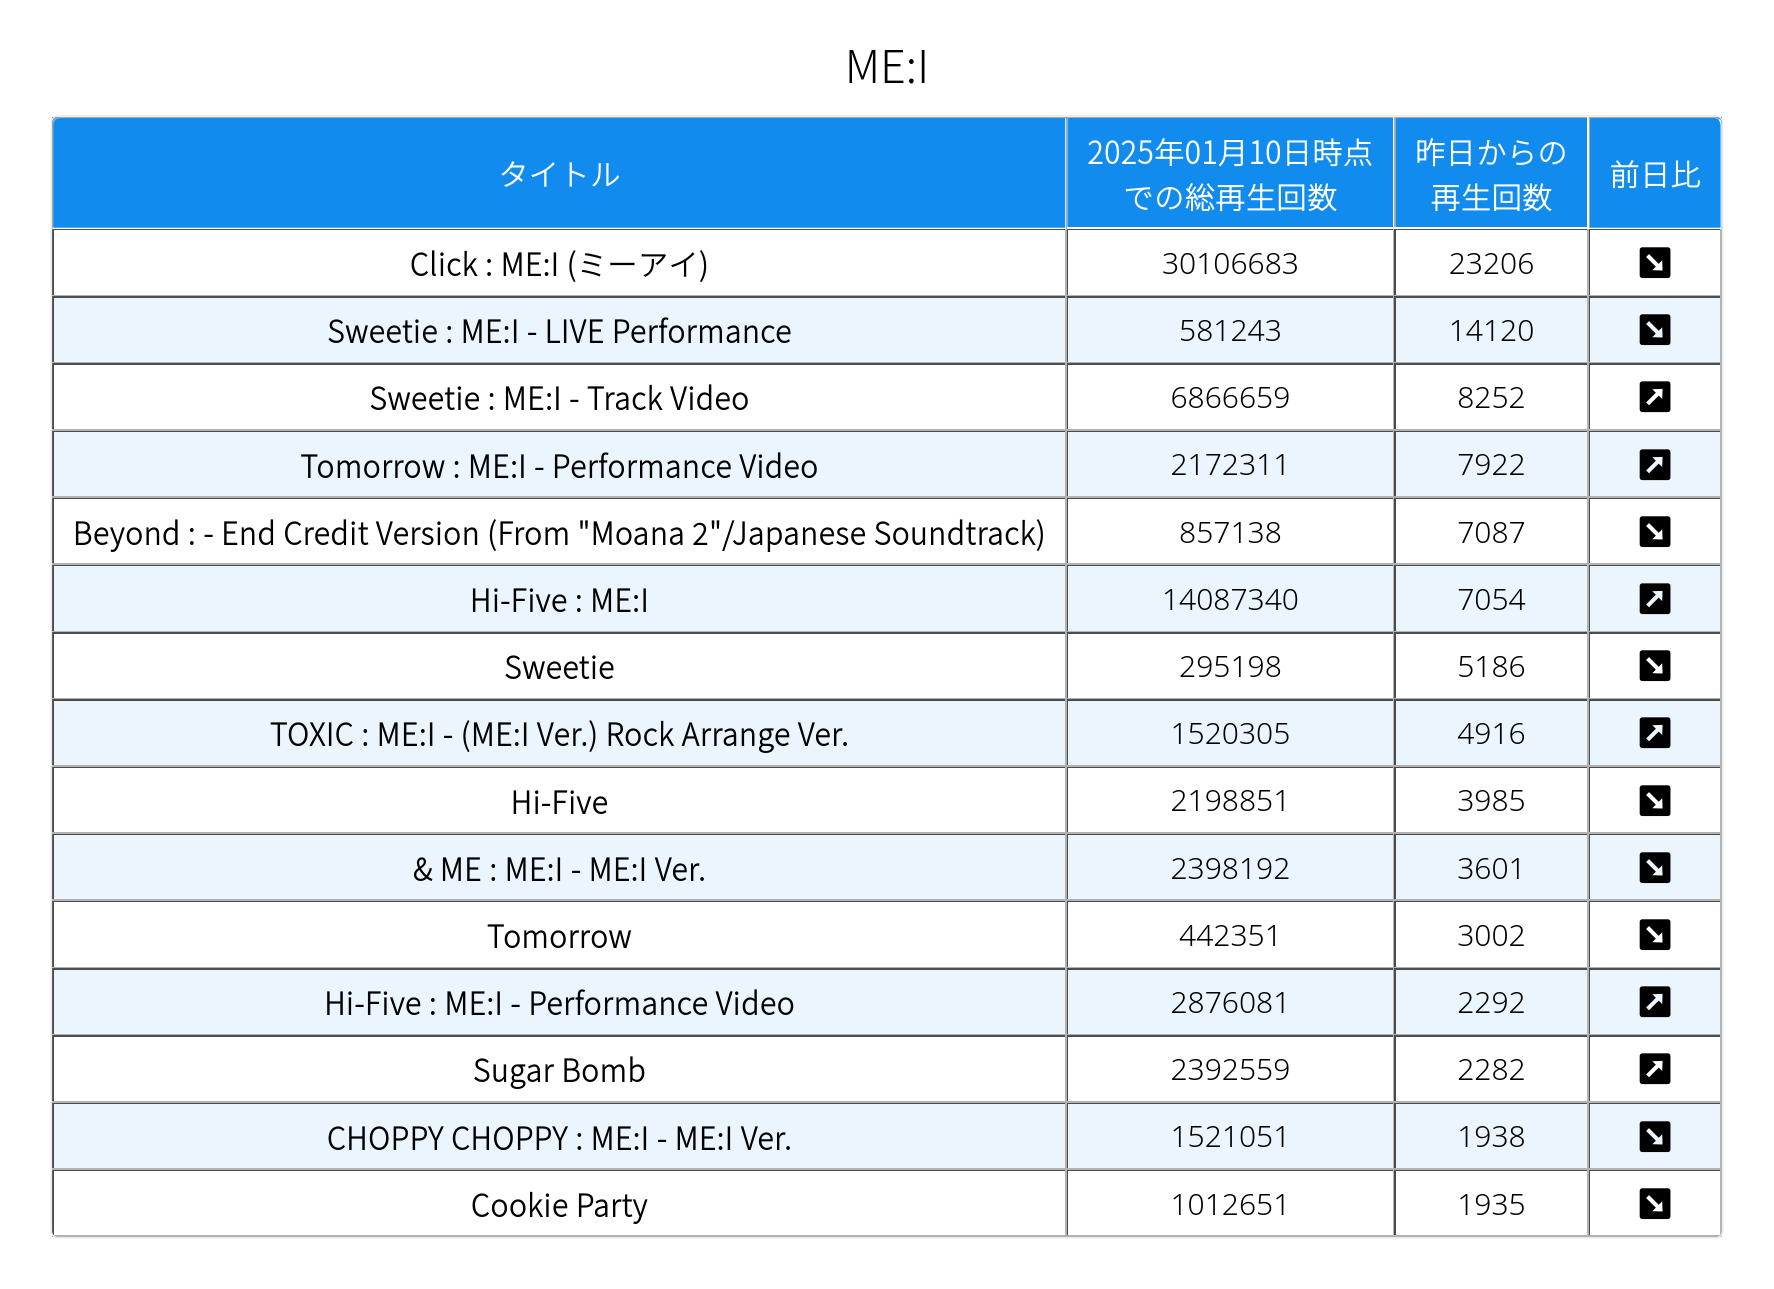 ME:I
タイトル 2025年01月10日時点での総再生回数 昨日からの再生回数 前日比
Click : ME:I (ミーアイ) 30106683 23206 ↘
Sweetie : ME:I - LIVE Performance 581243 14120 ↘
Sweetie : ME:I - Track Video 6866659 8252 ↗
Tomorrow : ME:I - Performance Video 2172311 7922 ↗
Beyond : - End Credit Version (From "Moana 2"/Japanese Soundtrack) 857138 7087 ↘
Hi-Five : ME:I 14087340 7054 ↗
Sweetie 295198 5186 ↘
TOXIC : ME:I - (ME:I Ver.) Rock Arrange Ver. 1520305 4916 ↗
Hi-Five 2198851 3985 ↘
& ME : ME:I - ME:I Ver. 2398192 3601 ↘
Tomorrow 442351 3002 ↘
Hi-Five : ME:I - Performance Video 2876081 2292 ↗
Sugar Bomb 2392559 2282 ↗
CHOPPY CHOPPY : ME:I - ME:I Ver. 1521051 1938 ↘
Cookie Party 1012651 1935 ↘